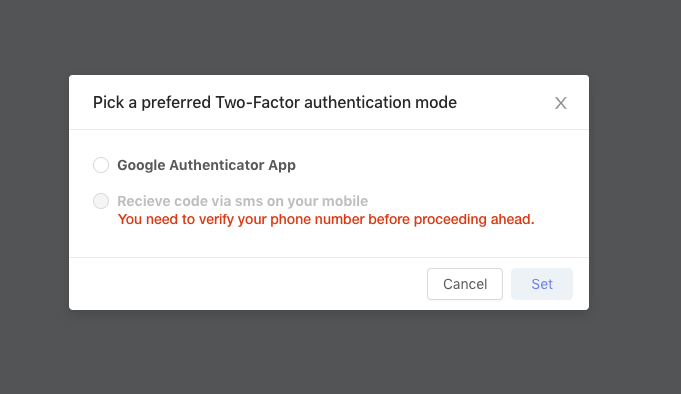 Pick a preferred Two-Factor authentication mode
Google Authenticator App
Recieve code via sms on your mobile
You need to verify your phone number before proceeding ahead.
Cancel
Set